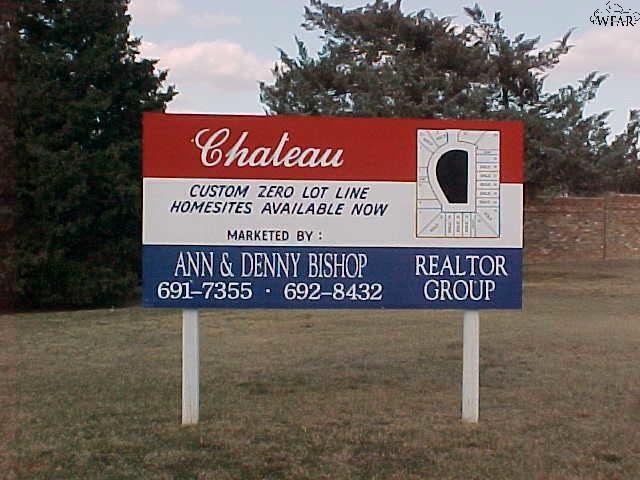 WFAR
Chateau
CUSTOM ZERO LOT LINE
HOMESITES AVAILABLE NOW
MARKETED BY :
ANN & DENNY BISHOP
691-7355 · 692-8432
REALTOR
GROUP